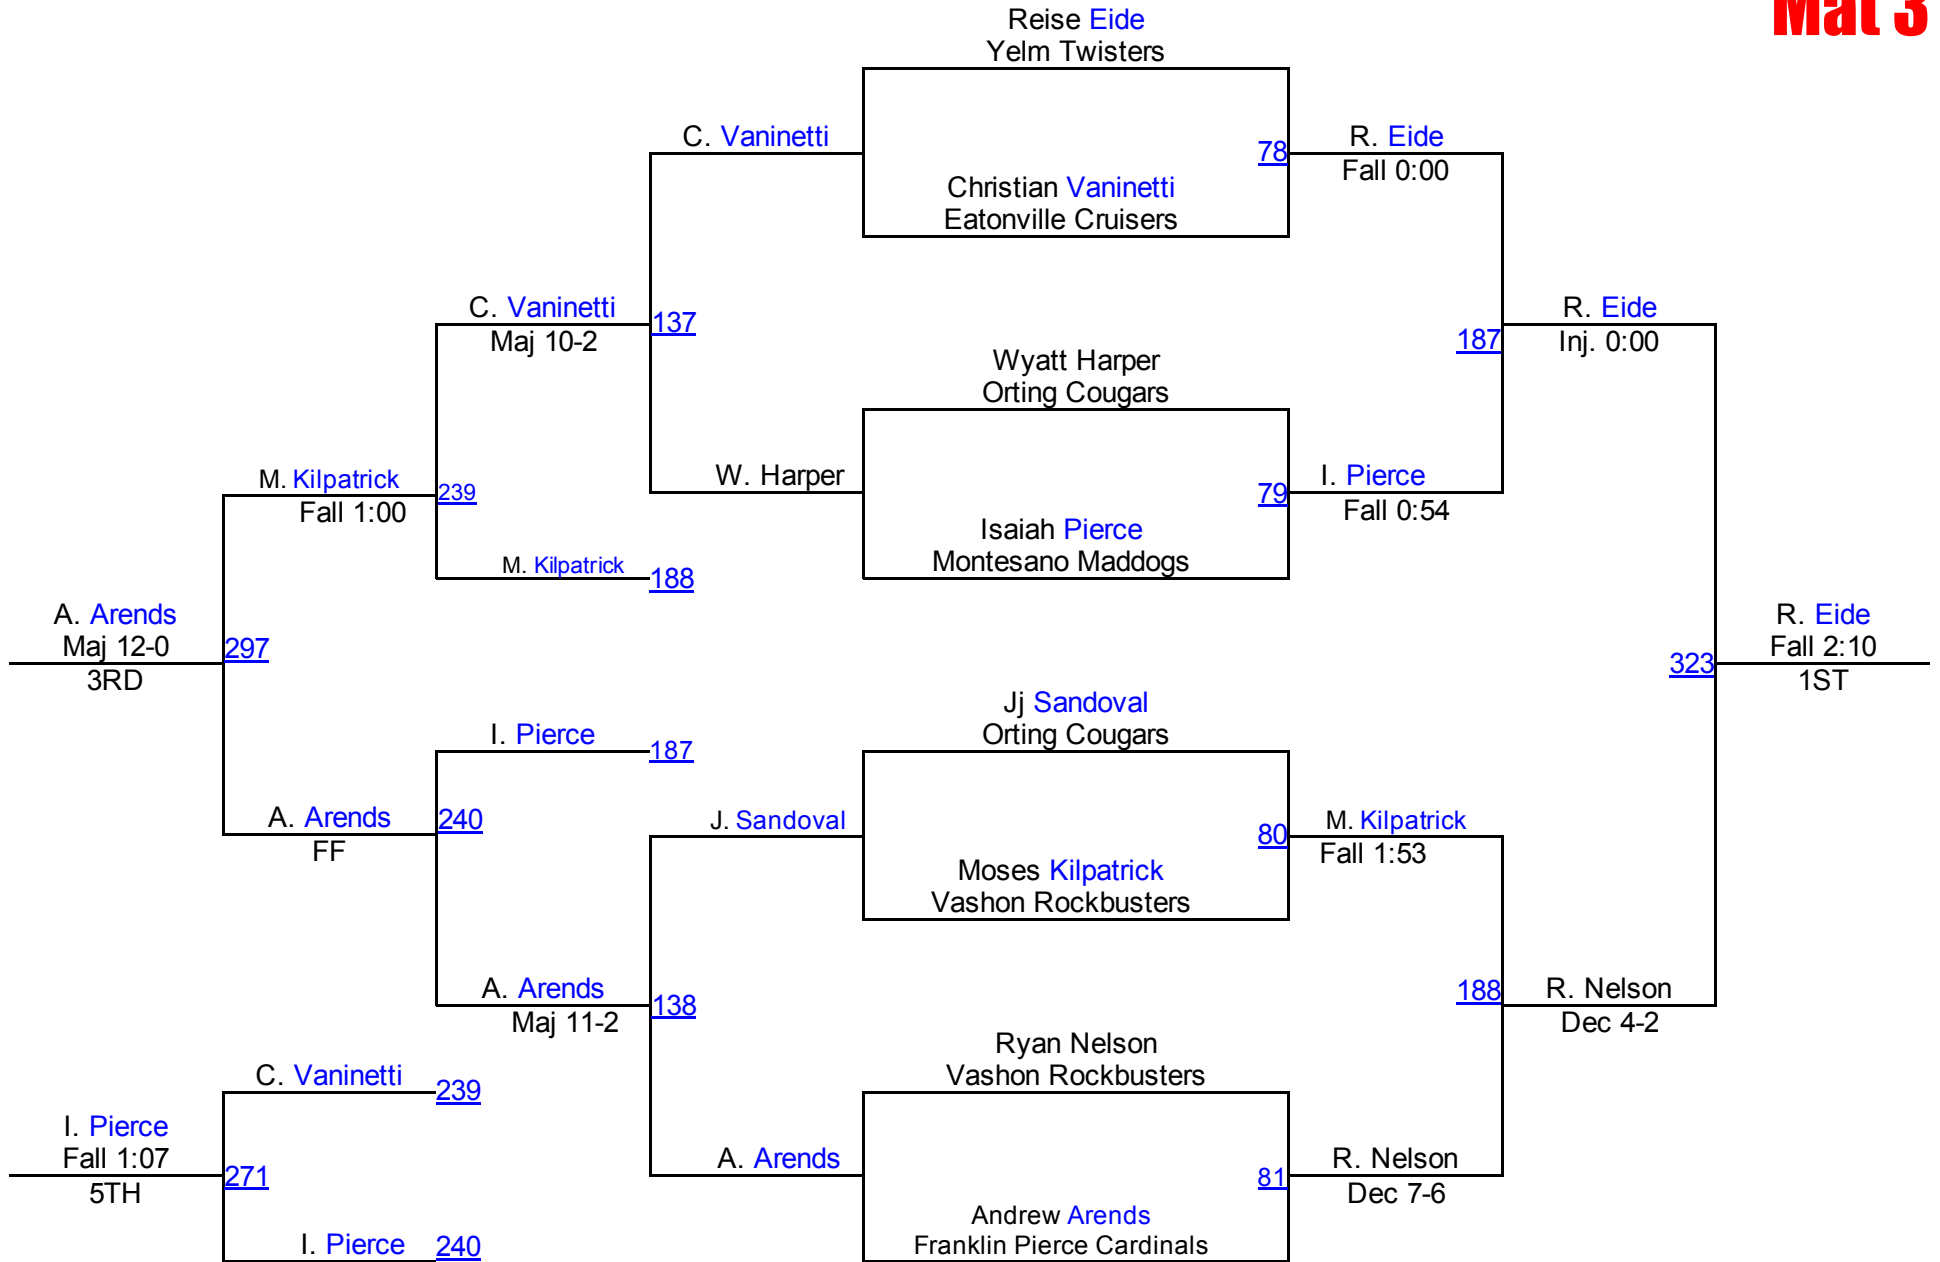 Mat 3
Reise Eide
Yelm Twisters
C. Vaninetti
78
R. Eide
Fall 0:00
Christian Vaninetti
Eatonville Cruisers
C. Vaninetti
Maj 10-2
137
187
R. Eide
Inj. 0:00
Wyatt Harper
Orting Cougars
M. Kilpatrick
Fall 1:00
239
W. Harper
79
I. Pierce
Fall 0:54
Isaiah Pierce
Montesano Maddogs
M. Kilpatrick
188
A. Arends
Maj 12-0
3RD
297
R. Eide
Fall 2:10
1ST
323
Jj Sandoval
Orting Cougars
I. Pierce
187
A. Arends
FF
240
J. Sandoval
80
M. Kilpatrick
Fall 1:53
Moses Kilpatrick
Vashon Rockbusters
A. Arends
Maj 11-2
138
188
R. Nelson
Dec 4-2
Ryan Nelson
Vashon Rockbusters
C. Vaninetti
239
I. Pierce
Fall 1:07
5TH
271
A. Arends
81
R. Nelson
Dec 7-6
Andrew Arends
Franklin Pierce Cardinals
I. Pierce
240